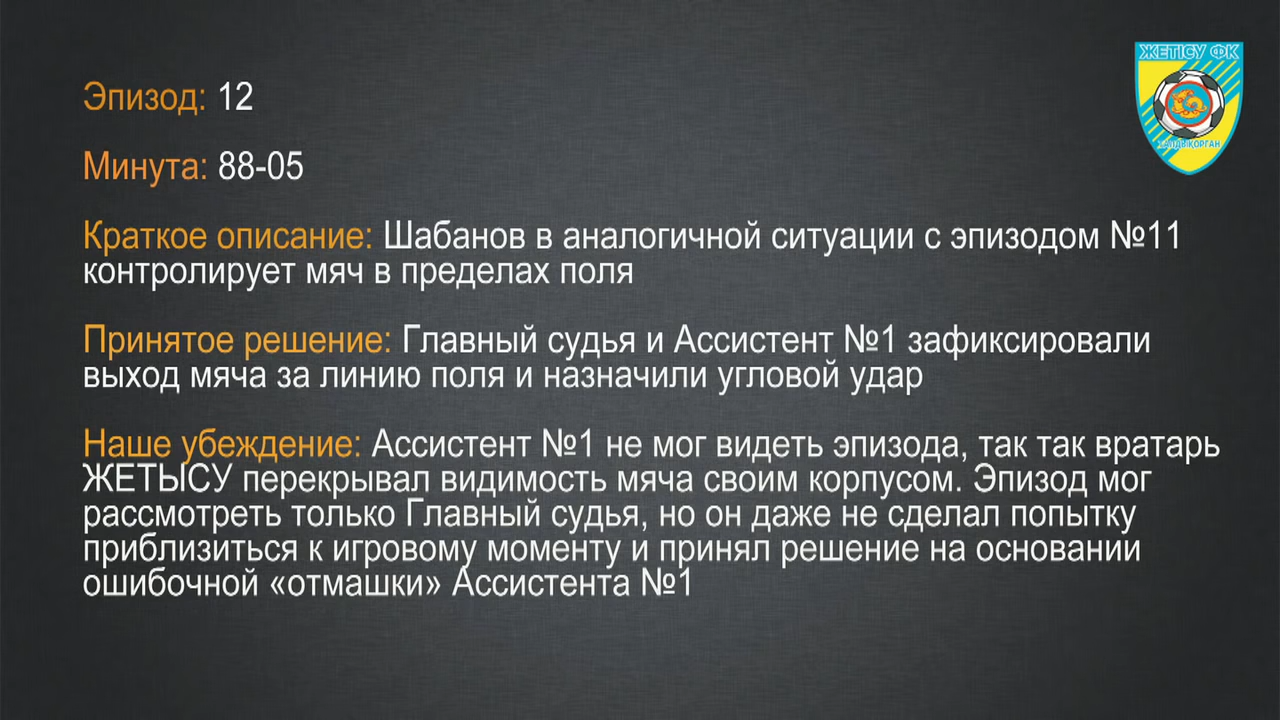 ЖЕТІСУ ФК
ТАЛДЫҚОРҒАН
Эпизод: 12
Минута: 88-05
Краткое описание: Шабанов в аналогичной ситуации с эпизодом №11
контролирует мяч в пределах поля
Принятое решение: Главный судья и Ассистент №1 зафиксировали
выход мяча за линию поля и назначили угловой удар
Наше убеждение: Ассистент №1 не мог видеть эпизода, так так вратарь
ЖЕТЫСУ перекрывал видимость мяча своим корпусом. Эпизод мог
рассмотреть только Главный судья, но он даже не сделал попытку
приблизиться к игровому моменту и принял решение на основании
ошибочной «отмашки» Ассистента №1